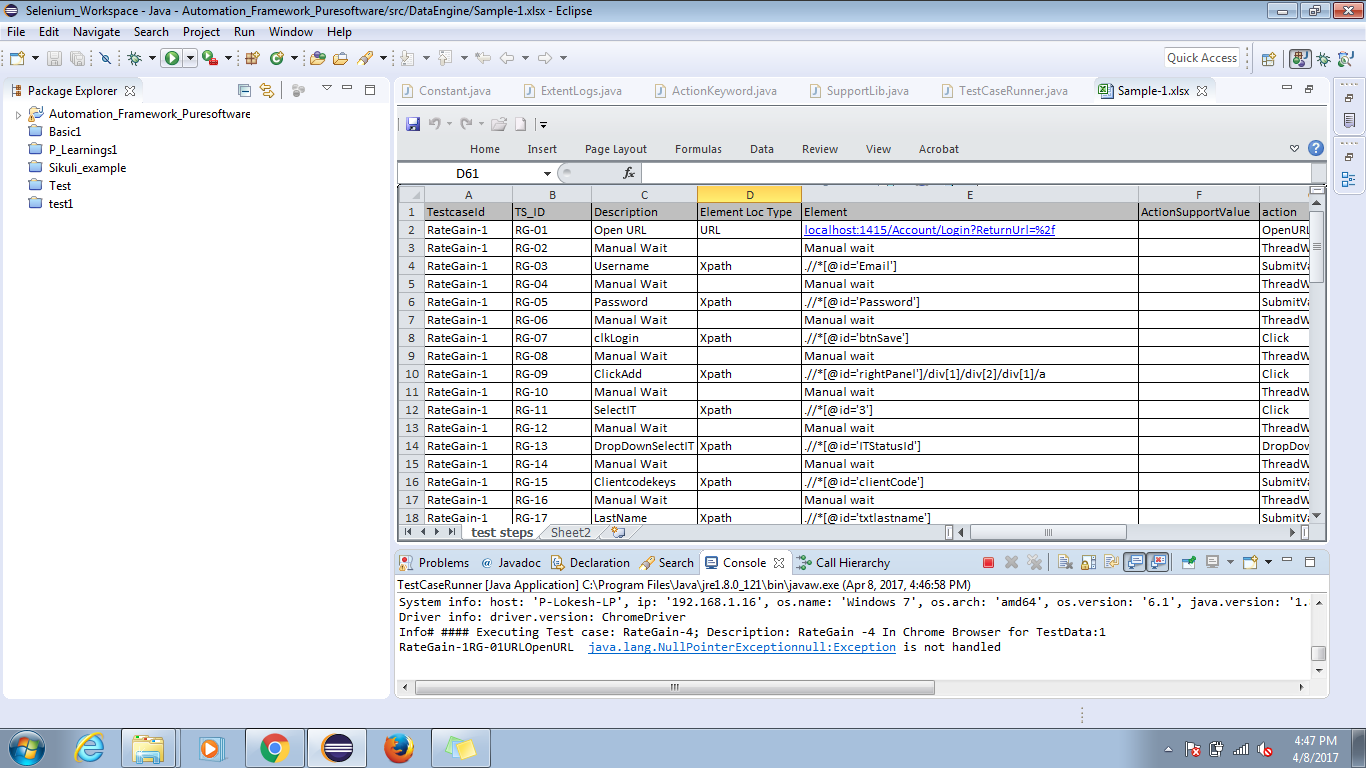 Selenium_Workspace - Java - Automation_Framework_Puresoftware/src/DataEngine/Sample-1.xlsx - Eclipse
File Edit Navigate Search Project Run Window Help
Quick Access
Package Explorer
Automation_Framework_Puresoftware
Basic1
P_Learnings1
Sikuli_example
Test
test1
Constant.java ExtentLogs.java ActionKeyword.java SupportLib.java TestCaseRunner.java Sample-1.xlsx
Home Insert Page Layout Formulas Data Review View Acrobat
D61 fx
A B C D E F
1 TestcaseId TS_ID Description Element Loc Type Element ActionSupportValue action
2 RateGain-1 RG-01 Open URL URL localhost:1415/Account/Login?ReturnUrl=%2f OpenURL
3 RateGain-1 RG-02 Manual Wait Manual wait ThreadW
4 RateGain-1 RG-03 Username Xpath .//*[@id='Email'] SubmitVa
5 RateGain-1 RG-04 Manual Wait Manual wait ThreadW
6 RateGain-1 RG-05 Password Xpath .//*[@id='Password'] SubmitVa
7 RateGain-1 RG-06 Manual Wait Manual wait ThreadW
8 RateGain-1 RG-07 clkLogin Xpath .//*[@id='btnSave'] Click
9 RateGain-1 RG-08 Manual Wait Manual wait ThreadW
10 RateGain-1 RG-09 ClickAdd Xpath .//*[@id='rightPanel']/div[1]/div[2]/div[1]/a Click
11 RateGain-1 RG-10 Manual Wait Manual wait ThreadW
12 RateGain-1 RG-11 SelectIT Xpath .//*[@id='3'] Click
13 RateGain-1 RG-12 Manual Wait Manual wait ThreadW
14 RateGain-1 RG-13 DropDownSelectIT Xpath .//*[@id='ITStatusId'] DropDow
15 RateGain-1 RG-14 Manual Wait Manual wait ThreadW
16 RateGain-1 RG-15 Clientcodekeys Xpath .//*[@id='clientCode'] SubmitVa
17 RateGain-1 RG-16 Manual Wait Manual wait ThreadW
18 RateGain-1 RG-17 LastName Xpath .//*[@id='txtlastname'] SubmitVa
test steps Sheet2
Problems @ Javadoc Declaration Search Console Call Hierarchy
TestCaseRunner [Java Application] C:\Program Files\Java\jre1.8.0_121\bin\javaw.exe (Apr 8, 2017, 4:46:58 PM)
System info: host: 'P-Lokesh-LP', ip: '192.168.1.16', os.name: 'Windows 7', os.arch: 'amd64', os.version: '6.1', java.version: '1.
Driver info: driver.version: ChromeDriver
Info# #### Executing Test case: RateGain-4; Description: RateGain -4 In Chrome Browser for TestData:1
RateGain-1RG-01URLOpenURL java.lang.NullPointerExceptionnull:Exception is not handled
4:47 PM
4/8/2017